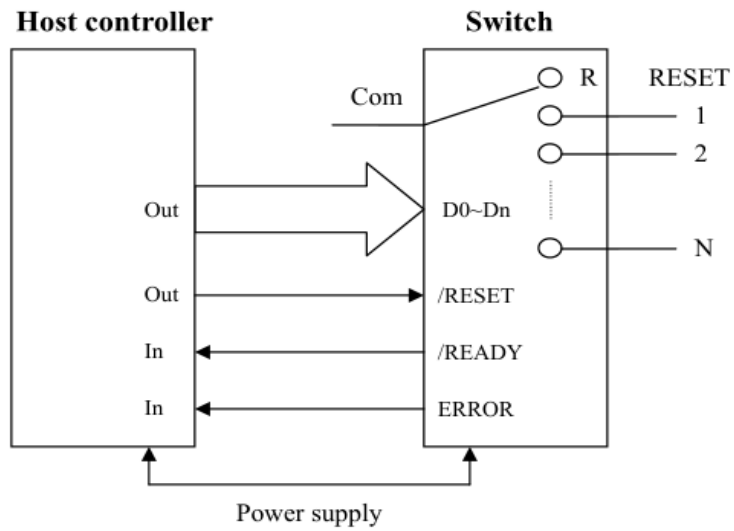 Host controller
Switch
Com
R
RESET
1
2
Out
D0~Dn
N
Out
/RESET
In
/READY
In
ERROR
Power supply